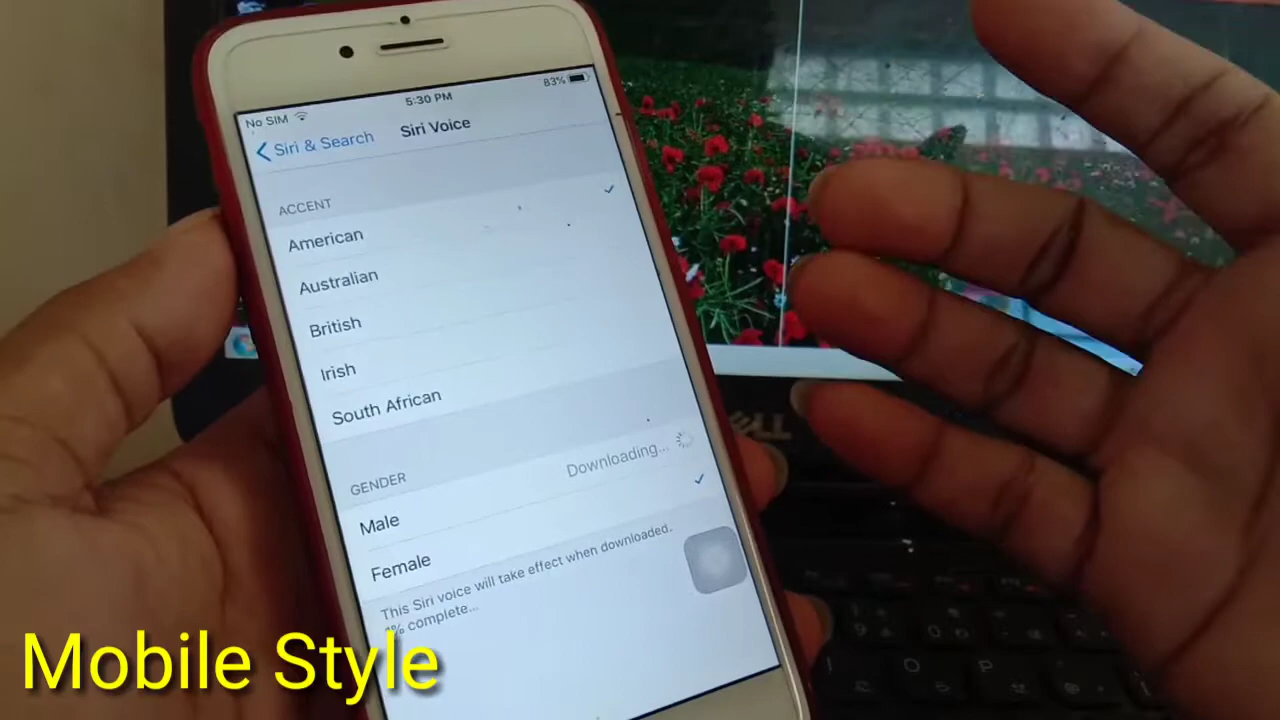 No SIM 5:30 PM 83%
Siri & Search Siri Voice
ACCENT
American
Australian
British
Irish
South African
GENDER
Downloading...
Male
Female
This Siri voice will take effect when downloaded.
complete...
DELL
Mobile Style